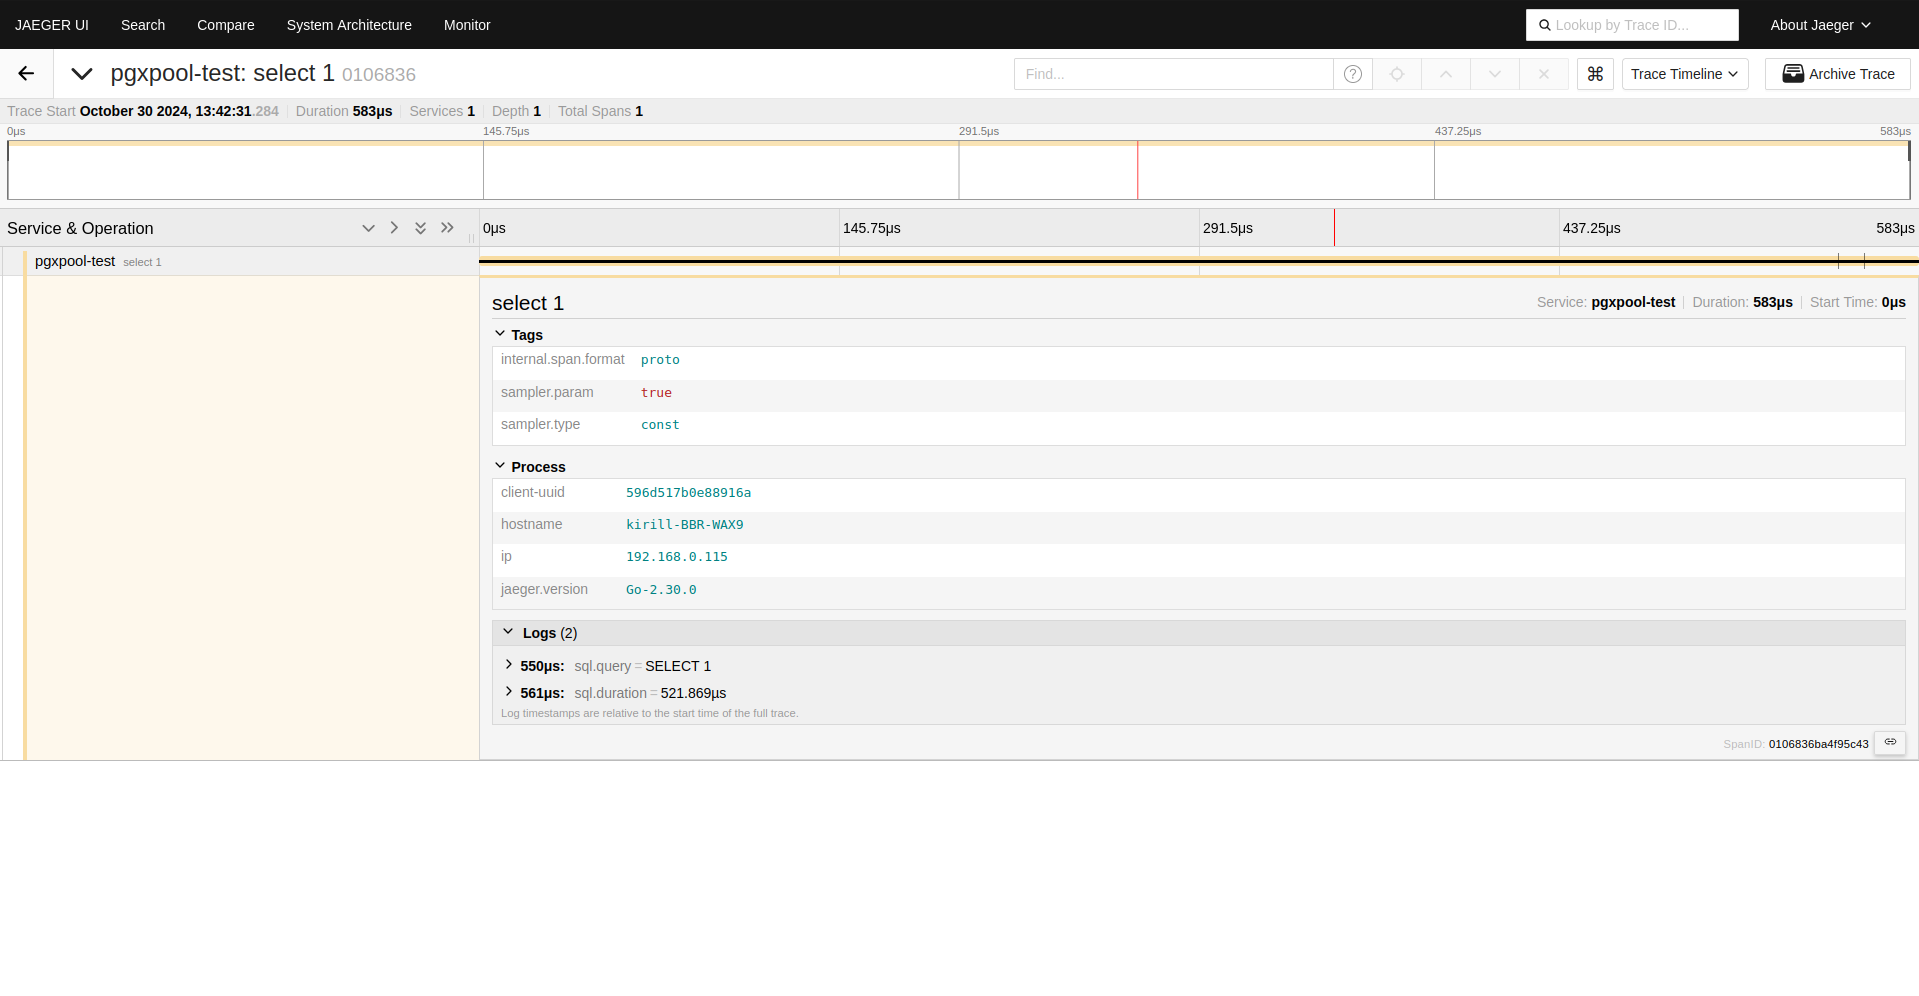 JAEGER UI Search Compare System Architecture Monitor Lookup by Trace ID... About Jaeger
pgxpool-test: select 1 0106836 Find... ? ⌘ Trace Timeline Archive Trace
Trace Start October 30 2024, 13:42:31.284 Duration 583μs Services 1 Depth 1 Total Spans 1
0μs 145.75μs 291.5μs 437.25μs 583μs
Service & Operation 0μs 145.75μs 291.5μs 437.25μs 583μs
pgxpool-test select 1
select 1 Service: pgxpool-test Duration: 583μs Start Time: 0μs
Tags
internal.span.format proto
sampler.param true
sampler.type const
Process
client-uuid 596d517b0e88916a
hostname kirill-BBR-WAX9
ip 192.168.0.115
jaeger.version Go-2.30.0
Logs (2)
550μs: sql.query = SELECT 1
561μs: sql.duration = 521.869μs
Log timestamps are relative to the start time of the full trace.
SpanID: 0106836ba4f95c43